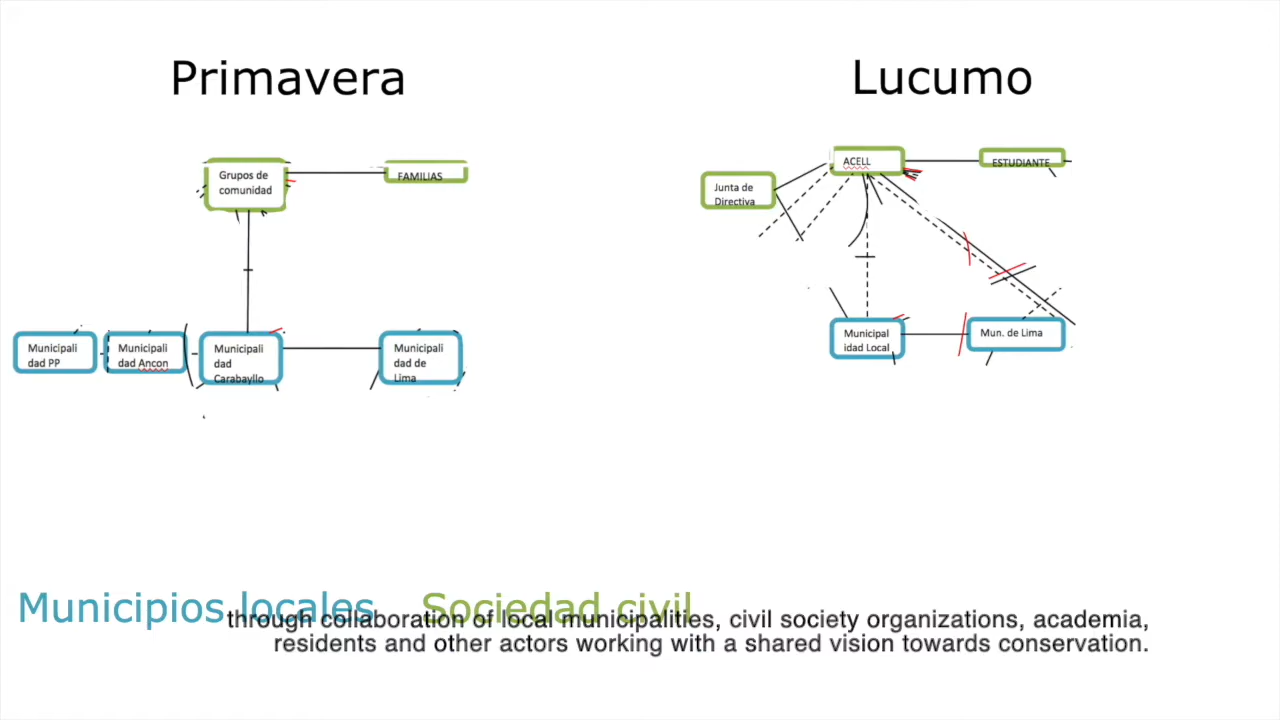 Primavera
Lucumo
Grupos de
comunidad
FAMILIAS
Municipali
dad PP
Municipali
dad Ancon
Municipali
dad
Carabayllo
Municipali
dad de
Lima
ACELL
ESTUDIANTE
Junta de
Directiva
Municipal
idad Local
Mun. de Lima
Municipios locales
Sociedad civil
through collaboration of local municipalities, civil society organizations, academia,
residents and other actors working with a shared vision towards conservation.